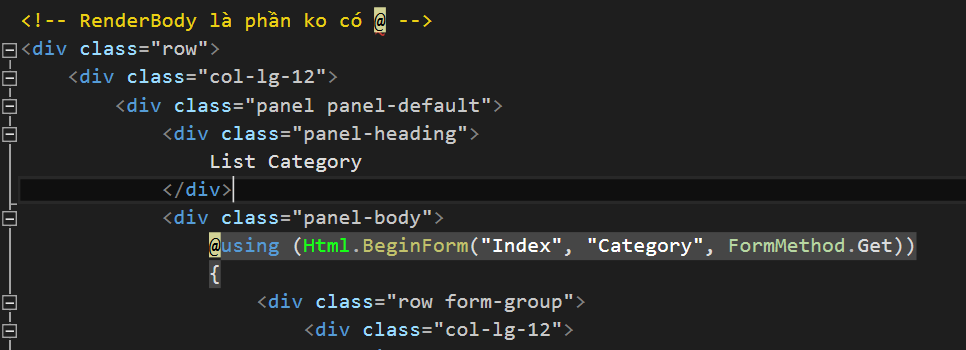 <!-- RenderBody là phần ko có @ -->
<div class="row">
<div class="col-lg-12">
<div class="panel panel-default">
<div class="panel-heading">
List Category
</div>
<div class="panel-body">
@using (Html.BeginForm("Index", "Category", FormMethod.Get))
{
<div class="row form-group">
<div class="col-lg-12">